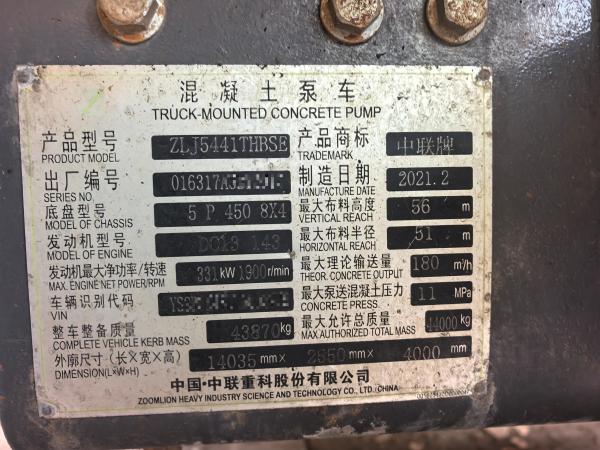 混凝土泵车
TRUCK-MOUNTED CONCRETE PUMP
产品型号 ZLJ5441THBSE 产品商标 中联牌
PRODUCT MODEL TRADEMARK
出厂编号 制造日期 2021.2
SERIES NO. MANUFACTURE DATE
底盘型号 5 P 450 8X4 最大布料高度 56 m
MODEL OF CHASSIS VERTICAL REACH
发动机型号 DC13 143 最大布料半径 51 m
MODEL OF ENGINE HORIZONTAL REACH
发动机最大净功率/转速 331 kW 1900 r/min 最大理论输送量 180 m³/h
MAX. ENGINE NET POWER/RPM THEOR. CONCRETE OUTPUT
车辆识别代码 最大泵送混凝土压力 11 MPa
VIN CONCRETE PRESS.
整车整备质量 43870 kg 最大允许总质量 44000 kg
COMPLETE VEHICLE KERB MASS MAX.AUTHORIZED TOTAL MASS
外廓尺寸(长×宽×高) 14035 mm× 2550 mm× 4000 mm
DIMENSION(L×W×H)
中国·中联重科股份有限公司
ZOOMLION HEAVY INDUSTRY SCIENCE AND TECHNOLOGY CO., LTD.,CHINA